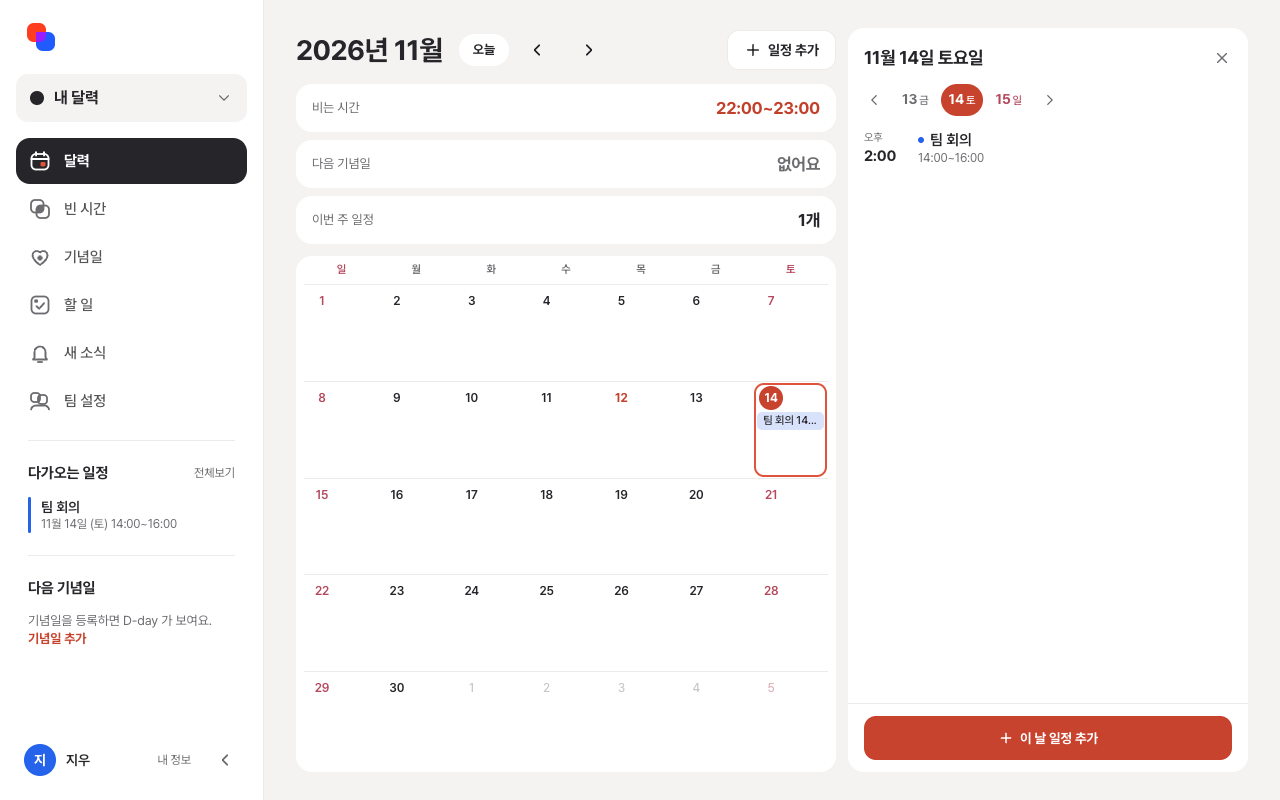 내 달력
달력
빈 시간
기념일
할 일
새 소식
팀 설정
다가오는 일정 전체보기
팀 회의
11월 14일 (토) 14:00~16:00
다음 기념일
기념일을 등록하면 D-day 가 보여요.
기념일 추가
지 지우 내 정보
2026년 11월 오늘 일정 추가
비는 시간 22:00~23:00
다음 기념일 없어요
이번 주 일정 1개
일 월 화 수 목 금 토
1 2 3 4 5 6 7
8 9 10 11 12 13 14
팀 회의 14...
15 16 17 18 19 20 21
22 23 24 25 26 27 28
29 30 1 2 3 4 5
11월 14일 토요일
13 금 14 토 15 일
오후 팀 회의
2:00 14:00~16:00
이 날 일정 추가